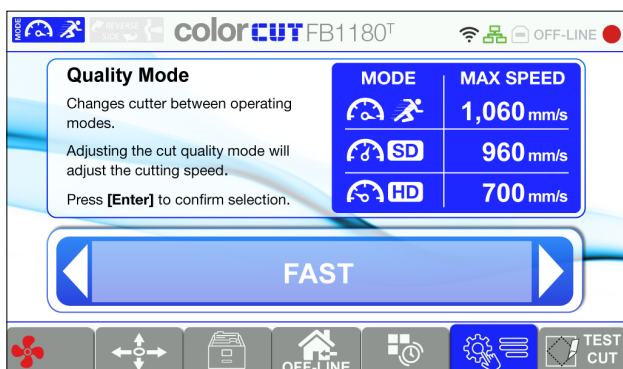 MODE
REVERSE
SIDE
colorCUT FB1180T
OFF-LINE
Quality Mode
Changes cutter between operating
modes.
Adjusting the cut quality mode will
adjust the cutting speed.
Press [Enter] to confirm selection.
MODE MAX SPEED
1,060 mm/s
SD 960 mm/s
HD 700 mm/s
FAST
OFF-LINE
TEST
CUT